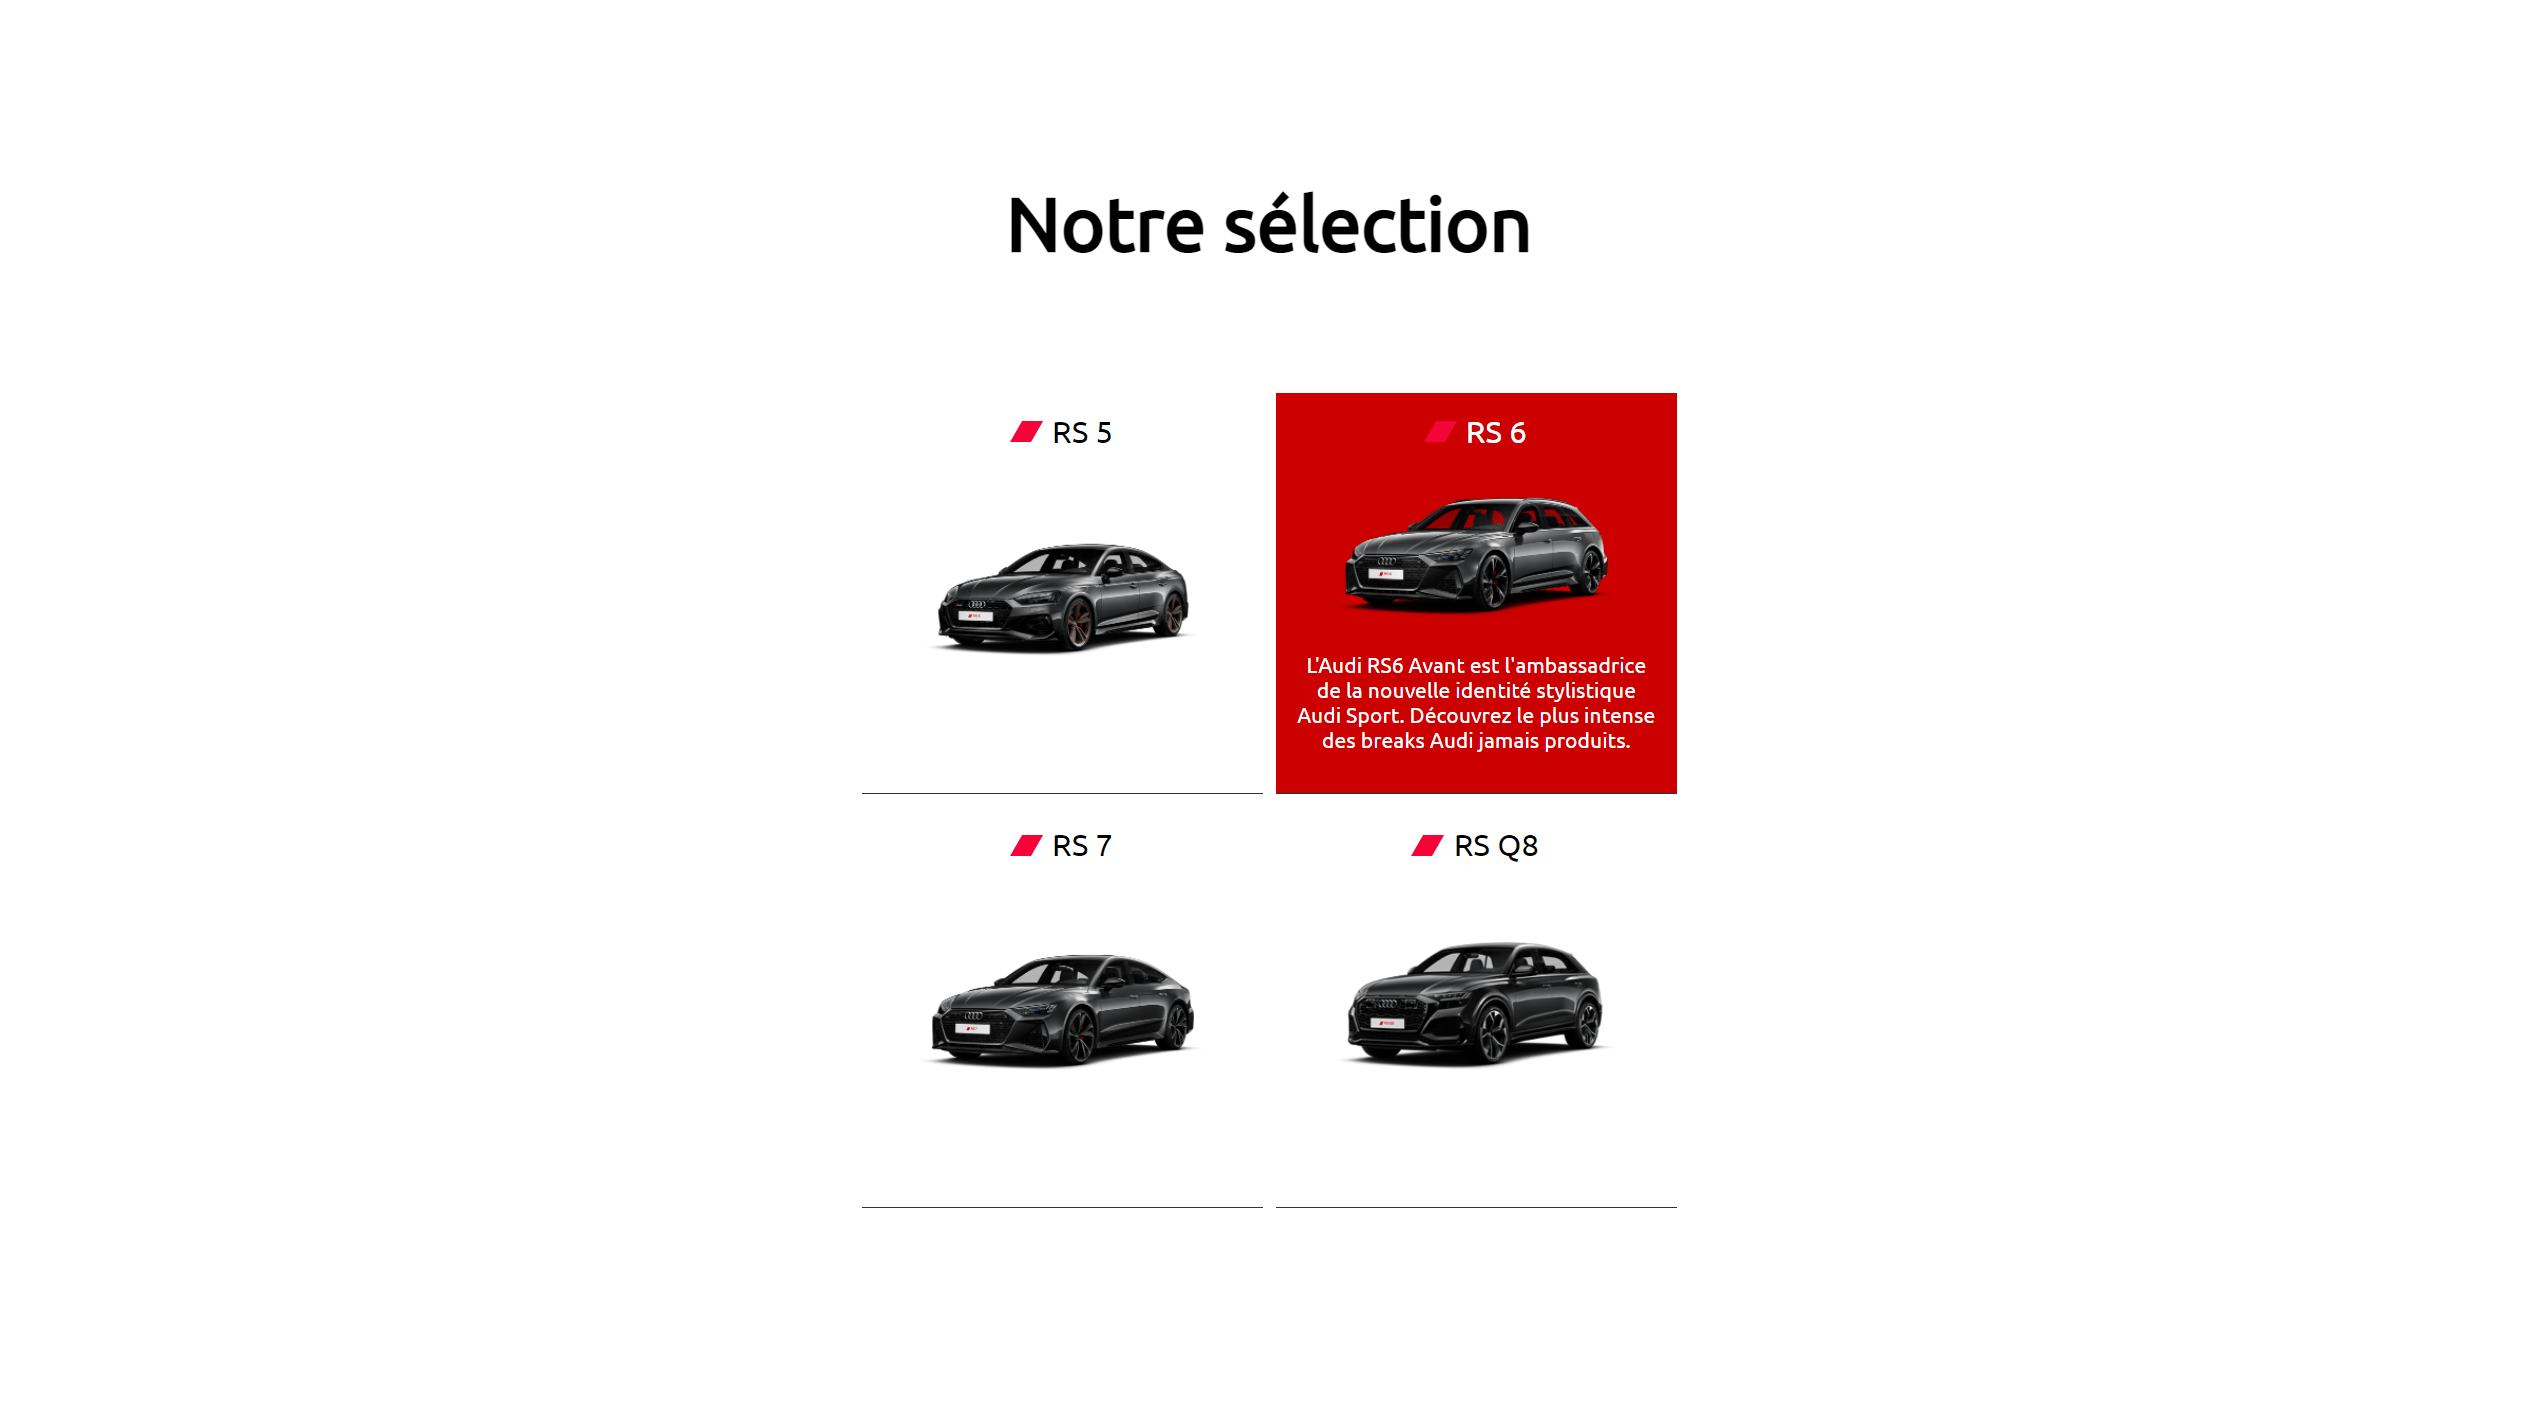 Notre sélection
RS 5
RS 6
L'Audi RS6 Avant est l'ambassadrice
de la nouvelle identité stylistique
Audi Sport. Découvrez le plus intense
des breaks Audi jamais produits.
RS 7
RS Q8